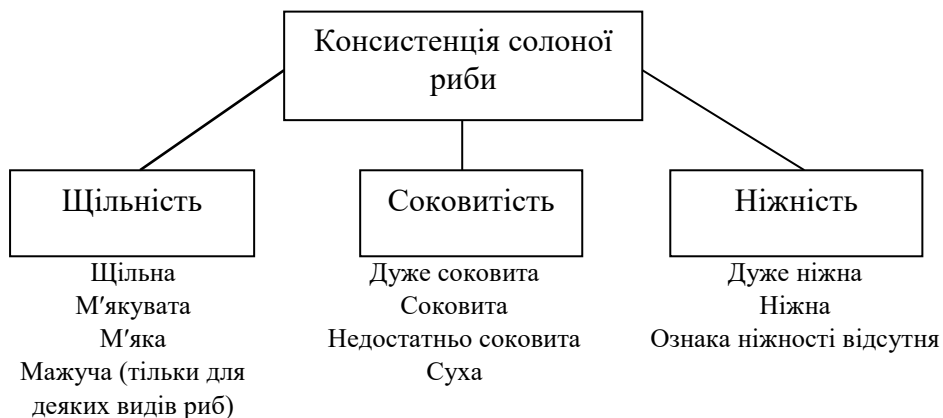 Консистенція солоної
риби
Щільність
Соковитість
Ніжність
Щільна
М'якувата
М'яка
Мажуча (тільки для
деяких видів риб)
Дуже соковита
Соковита
Недостатньо соковита
Суха
Дуже ніжна
Ніжна
Ознака ніжності відсутня